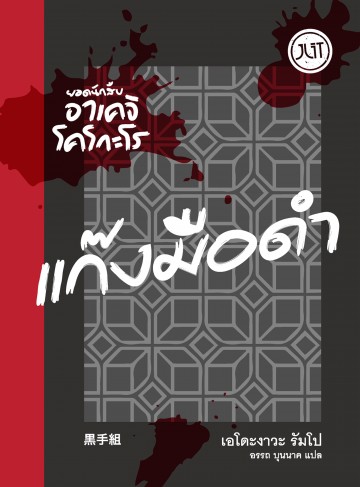 JLIT
ยอดนักสืบ
อาเคจิ
โคโกะโร
แก๊งมือดำ
黒手組
เอโดะงาวะ รัมโป
อรรถ บุนนาค แปล